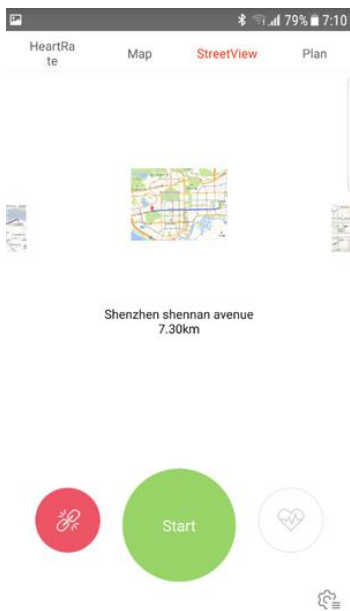 79% 7:10
HeartRa
te
Map
StreetView
Plan
Shenzhen shennan avenue
7.30km
Start